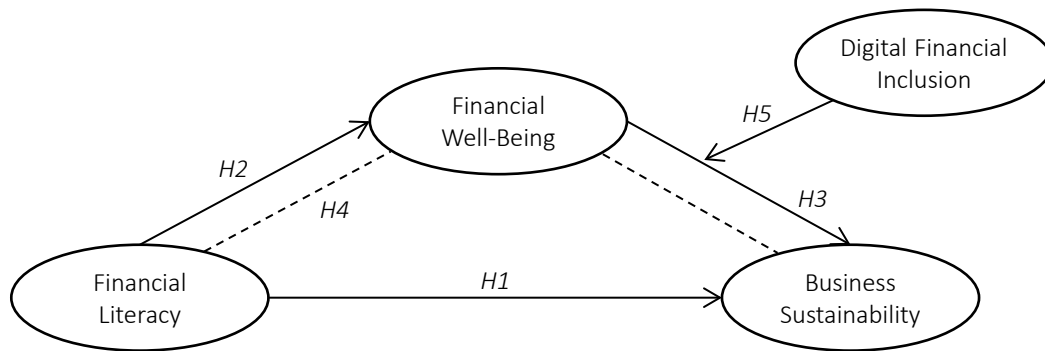 Digital Financial
Inclusion
Financial
Well-Being
H5
H2
H3
H4
Financial
Literacy
H1
Business
Sustainability